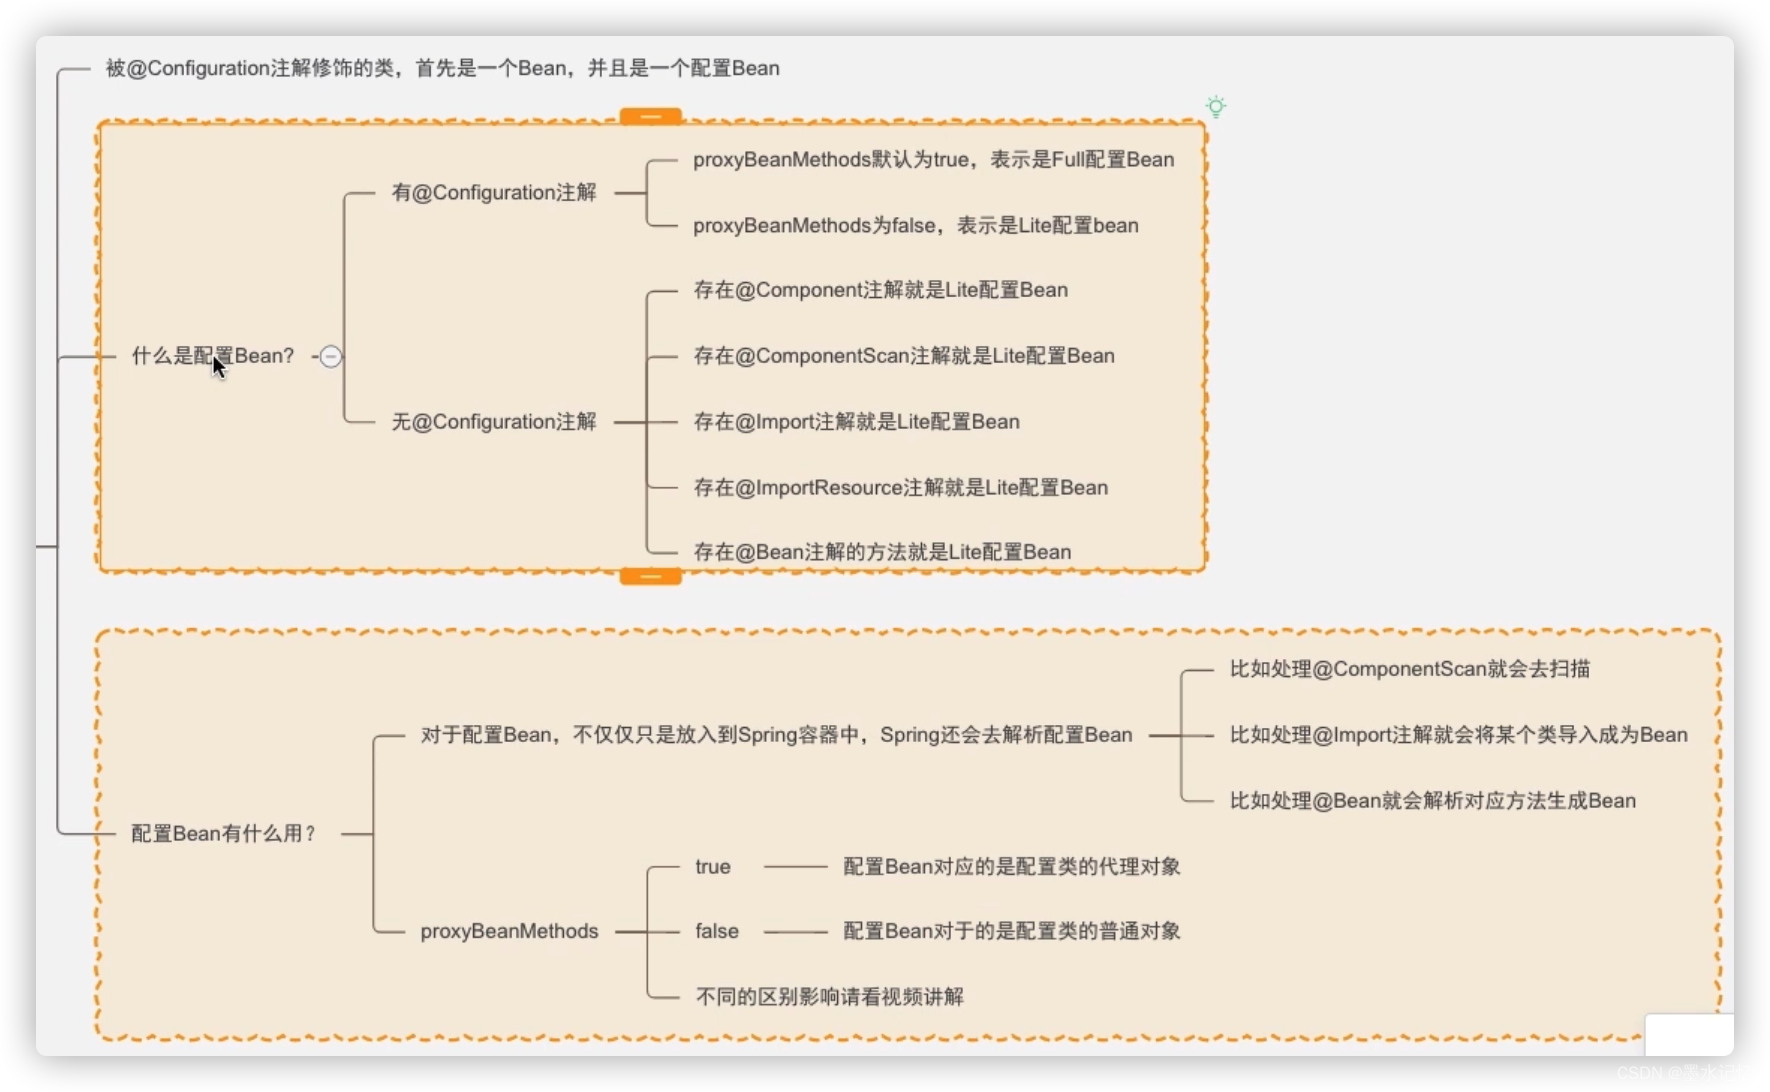 被@Configuration注解修饰的类，首先是一个Bean，并且是一个配置Bean
什么是配置Bean?
有@Configuration注解
proxyBeanMethods默认为true，表示是Full配置Bean
proxyBeanMethods为false，表示是Lite配置bean
无@Configuration注解
存在@Component注解就是Lite配置Bean
存在@ComponentScan注解就是Lite配置Bean
存在@Import注解就是Lite配置Bean
存在@ImportResource注解就是Lite配置Bean
存在@Bean注解的方法就是Lite配置Bean
配置Bean有什么用？
对于配置Bean，不仅仅只是放入到Spring容器中，Spring还会去解析配置Bean
比如处理@ComponentScan就会去扫描
比如处理@Import注解就会将某个类导入成为Bean
比如处理@Bean就会解析对应方法生成Bean
proxyBeanMethods
true
配置Bean对应的是配置类的代理对象
false
配置Bean对于的是配置类的普通对象
不同的区别影响请看视频讲解
CSDN @墨水记